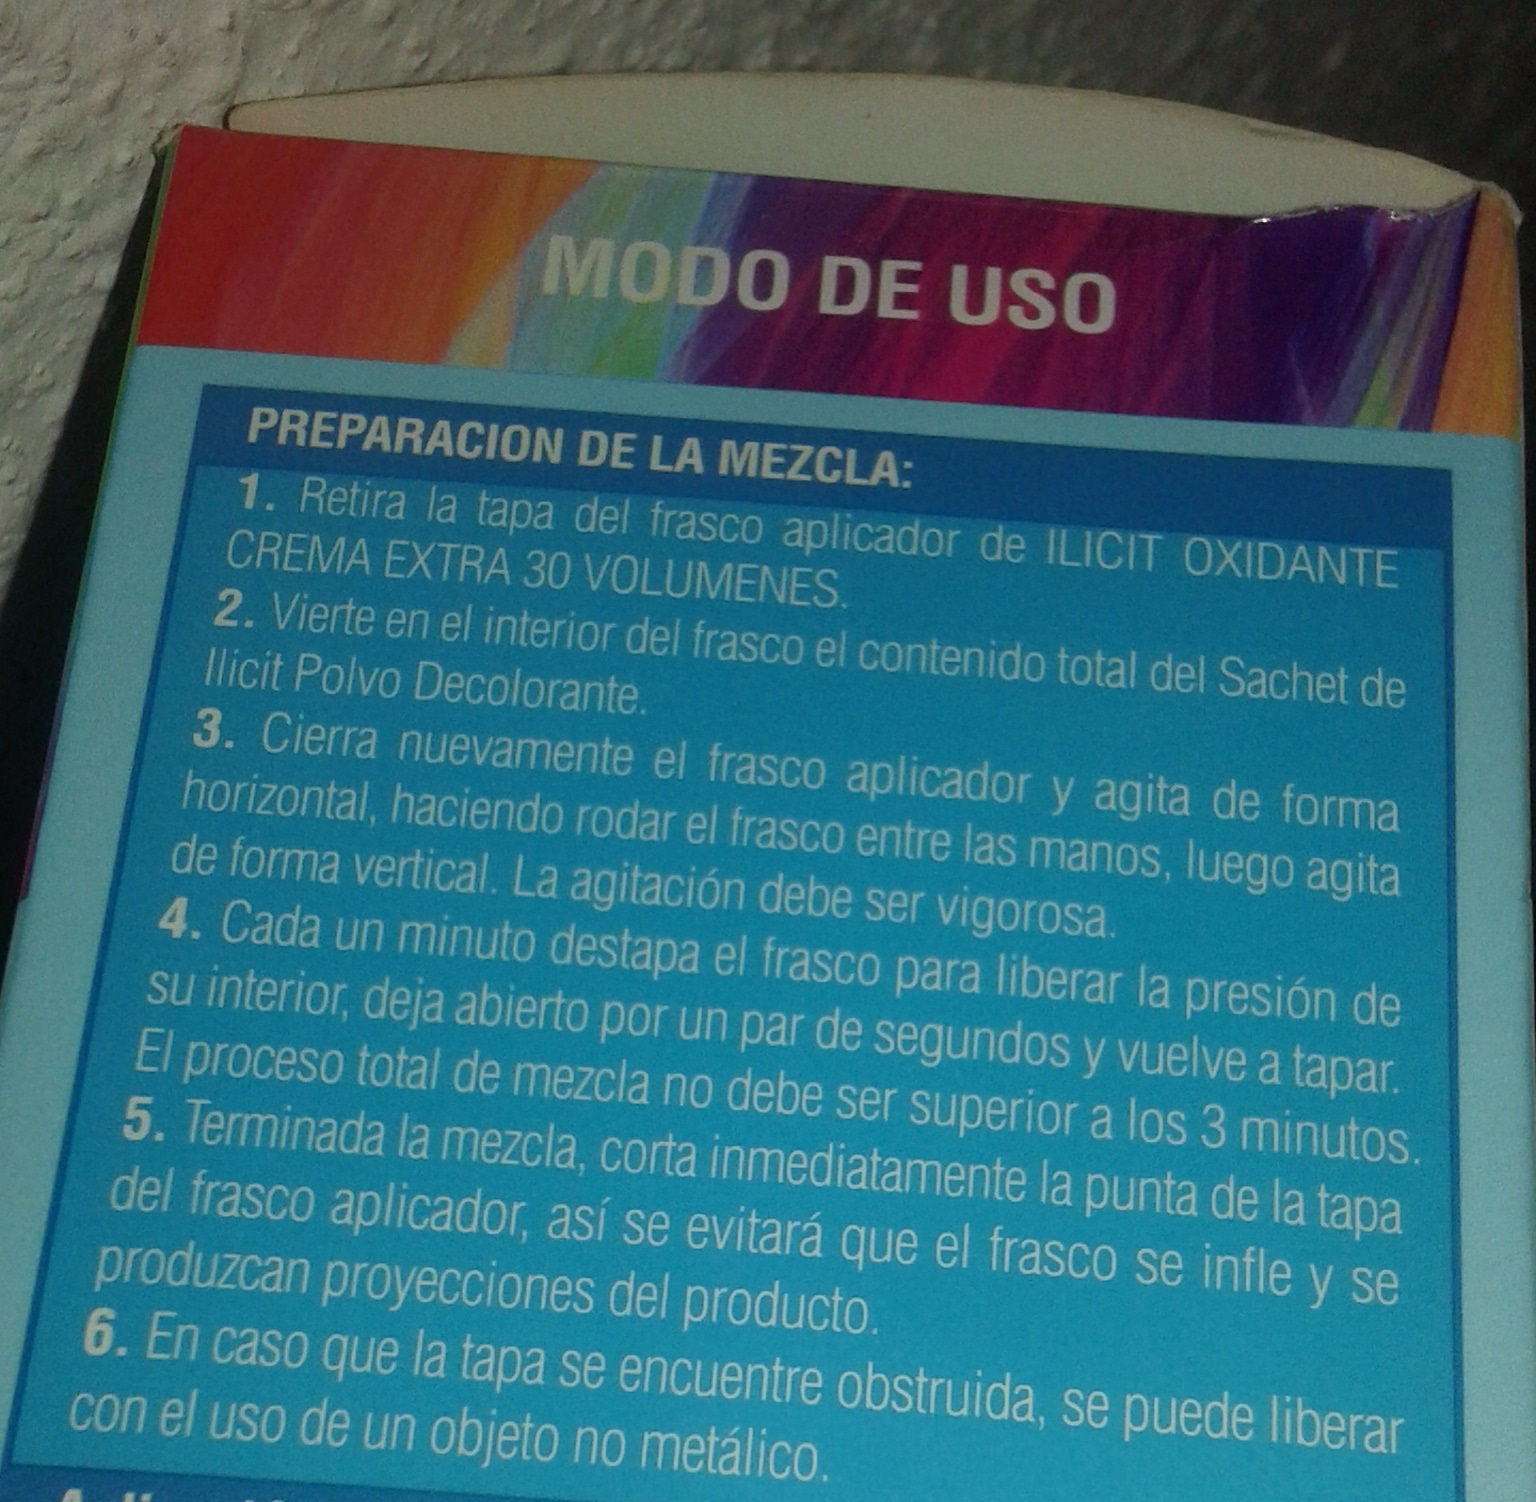 MODO DE USO
PREPARACION DE LA MEZCLA:
1. Retira la tapa del frasco aplicador de ILICIT OXIDANTE
CREMA EXTRA 30 VOLUMENES.
2. Vierte en el interior del frasco el contenido total del Sachet de
Ilicít Polvo Decolorante.
3. Cierra nuevamente el frasco aplicador y agita de forma
horizontal, haciendo rodar el frasco entre las manos, luego agita
de forma vertical. La agitación debe ser vigorosa.
4. Cada un minuto destapa el frasco para liberar la presión de
su interior, deja abierto por un par de segundos y vuelve a tapar.
El proceso total de mezcla no debe ser superior a los 3 minutos.
5. Terminada la mezcla, corta inmediatamente la punta de la tapa
del frasco aplicador, así se evitará que el frasco se infle y se
produzcan proyecciones del producto.
6. En caso que la tapa se encuentre obstruida, se puede liberar
con el uso de un objeto no metálico.